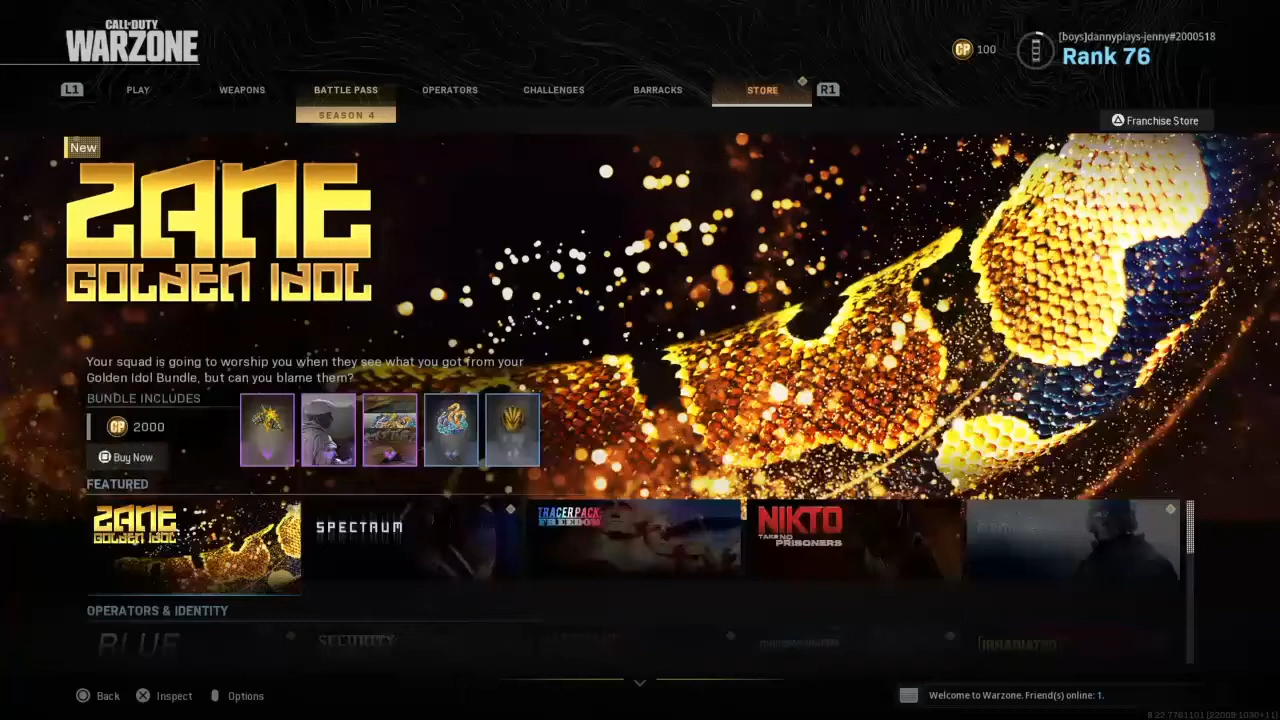 CALL OF DUTY
WARZONE
CP 100
[boys]dannyplays-jenny#2000518
Rank 76
L1
PLAY
WEAPONS
BATTLE PASS
OPERATORS
CHALLENGES
BARRACKS
STORE
R1
SEASON 4
Franchise Store
New
ZANE
GOLDEN IDOL
Your squad is going to worship you when they see what you got from your
Golden Idol Bundle, but can you blame them?
BUNDLE INCLUDES
CP 2000
Buy Now
FEATURED
ZANE
GOLDEN IDOL
SPECTRUM
TRACER PACK
FREEDOM
NIKTO
TAKE NO
PRISONERS
OPERATORS & IDENTITY
BLUE
SECURITY
IRRADIATED
Back
Inspect
Options
Welcome to Warzone. Friend(s) online: 1.